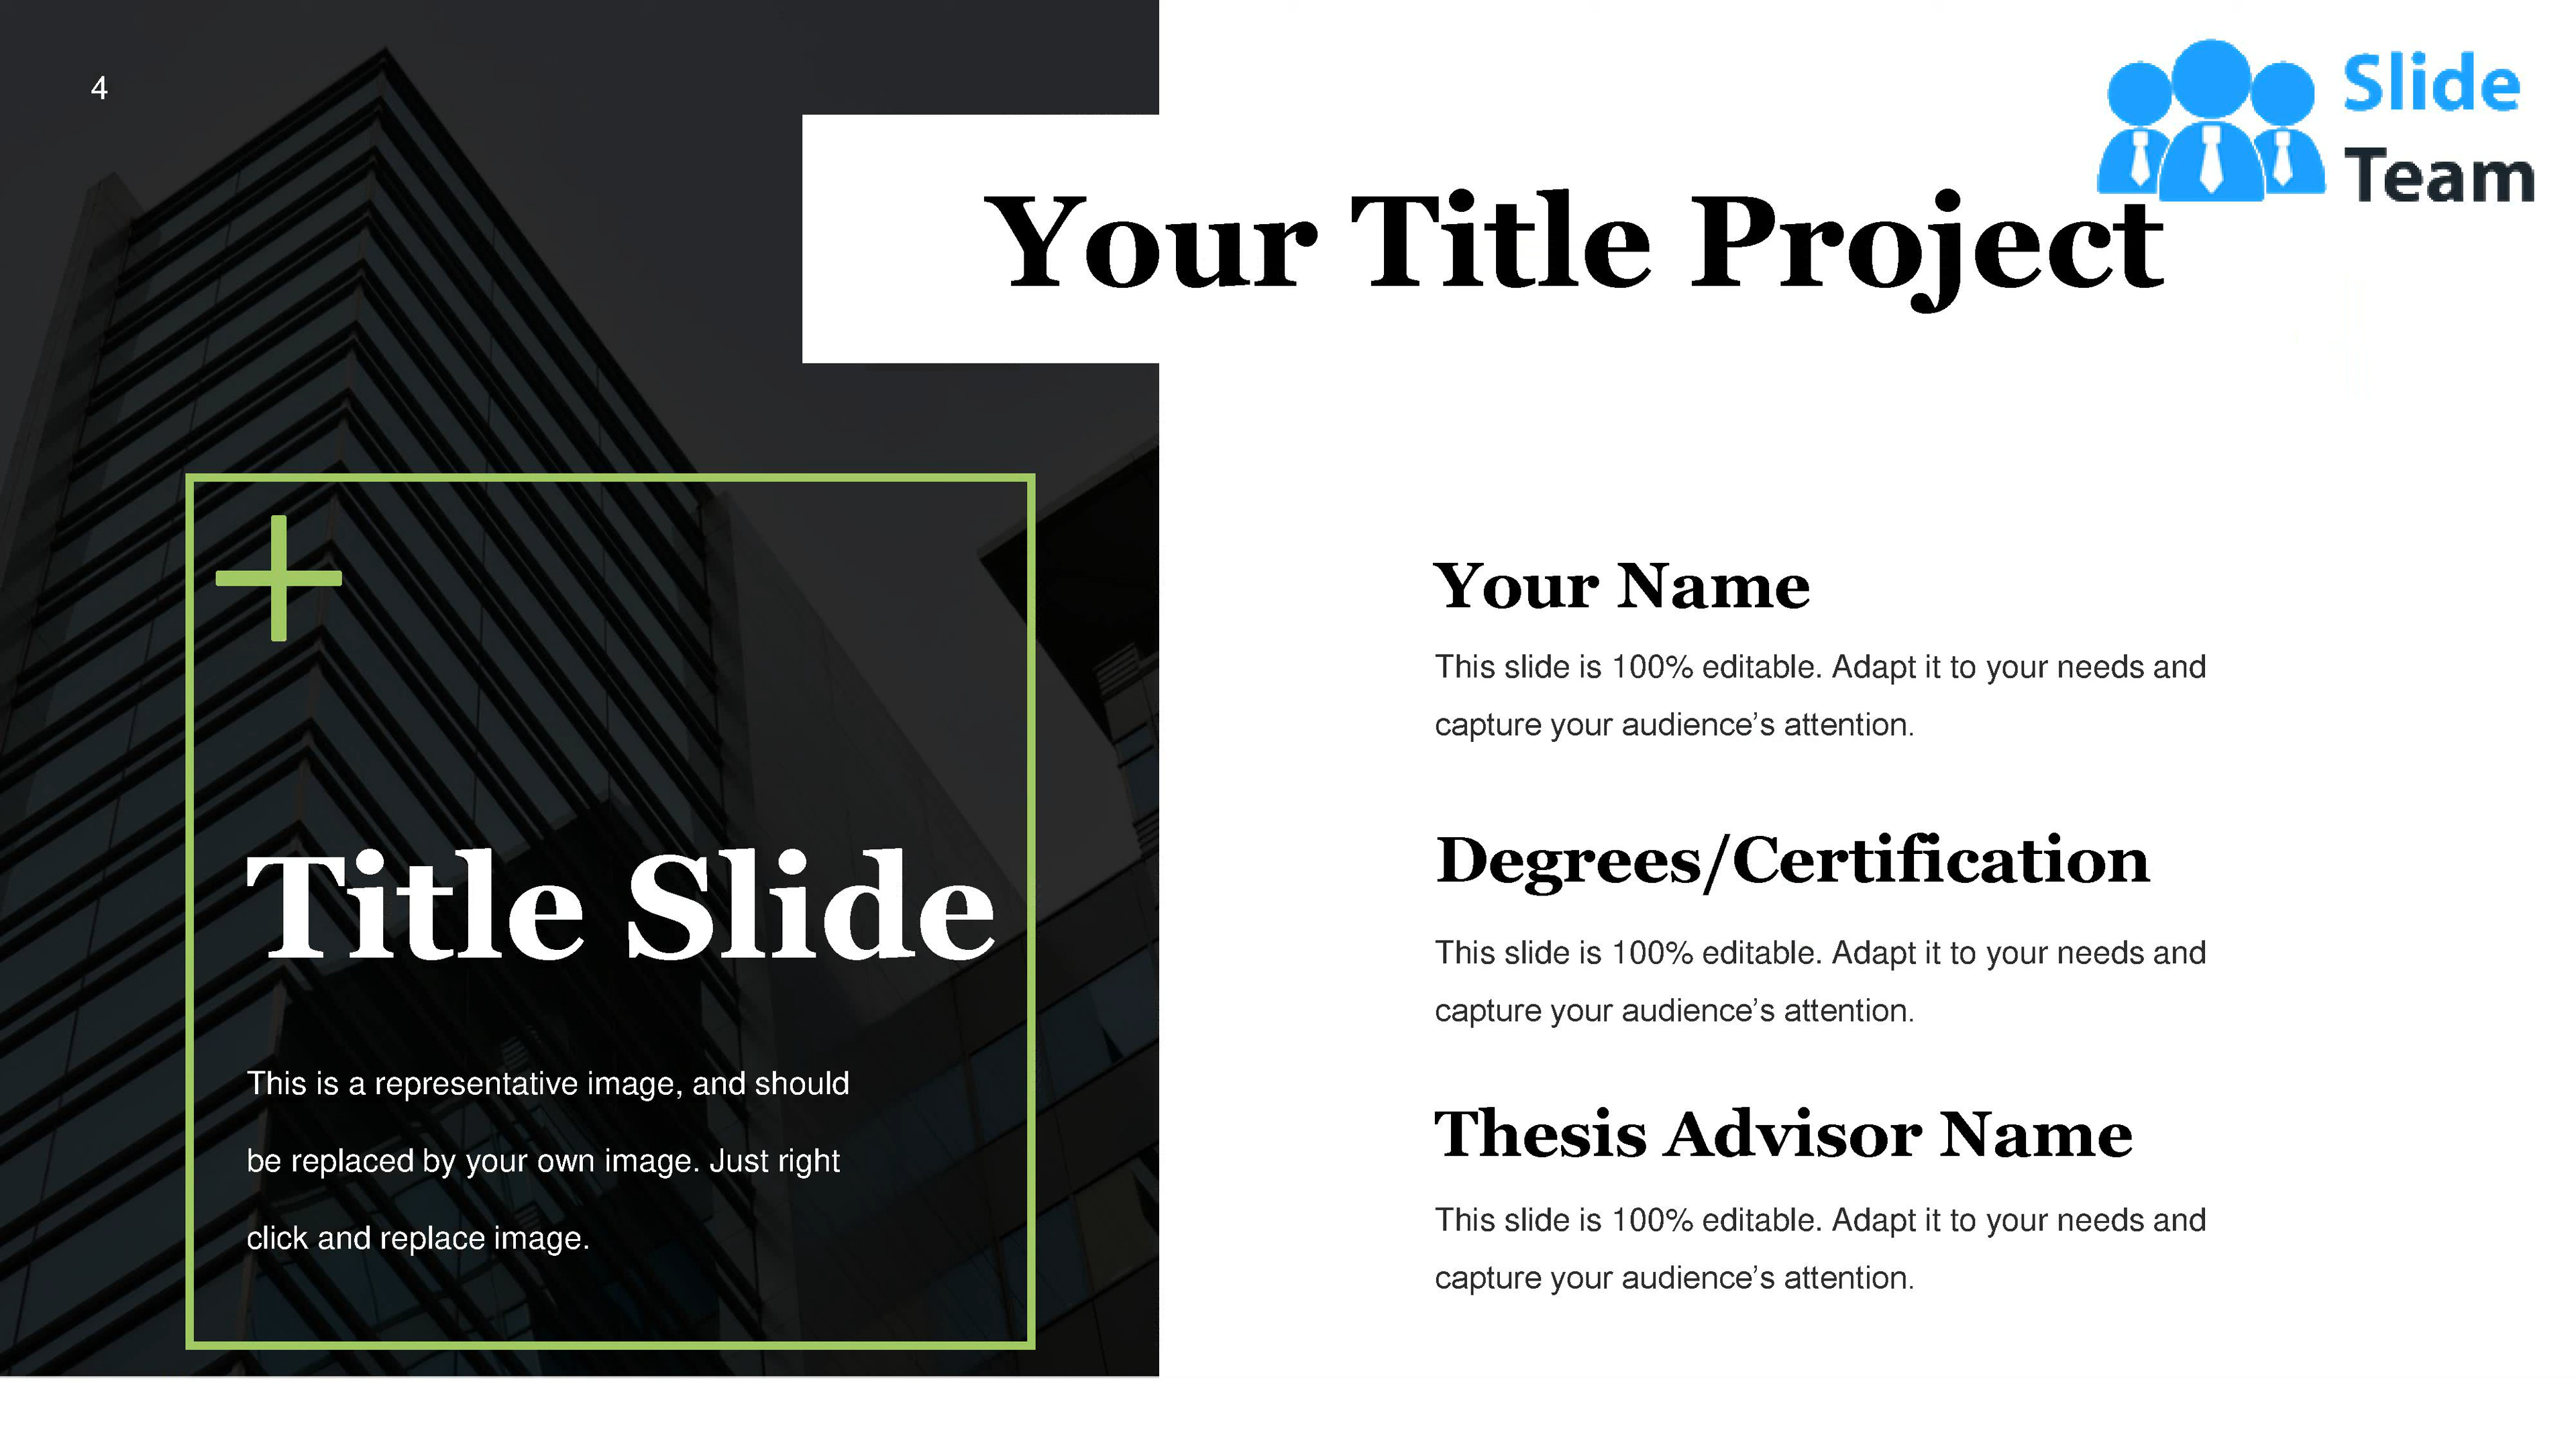 4
Slide
Team
Your Title Project
Title Slide
This is a representative image, and should
be replaced by your own image. Just right
click and replace image.
Your Name
This slide is 100% editable. Adapt it to your needs and
capture your audience’s attention.
Degrees/Certification
This slide is 100% editable. Adapt it to your needs and
capture your audience’s attention.
Thesis Advisor Name
This slide is 100% editable. Adapt it to your needs and
capture your audience’s attention.